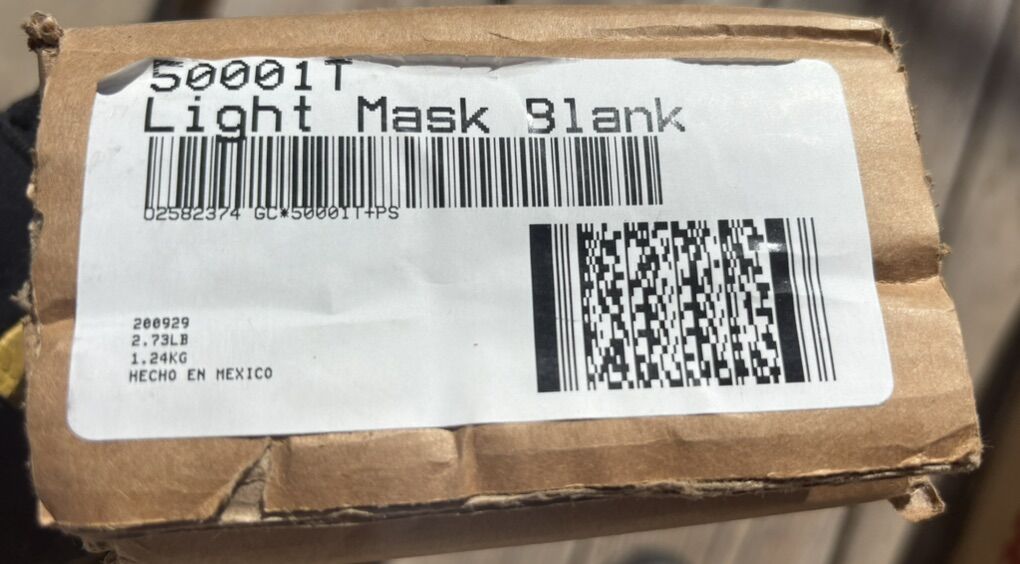 50001T
Light Mask Blank
02582374 GC*50001T+PS
200929
2.73LB
1.24KG
HECHO EN MEXICO